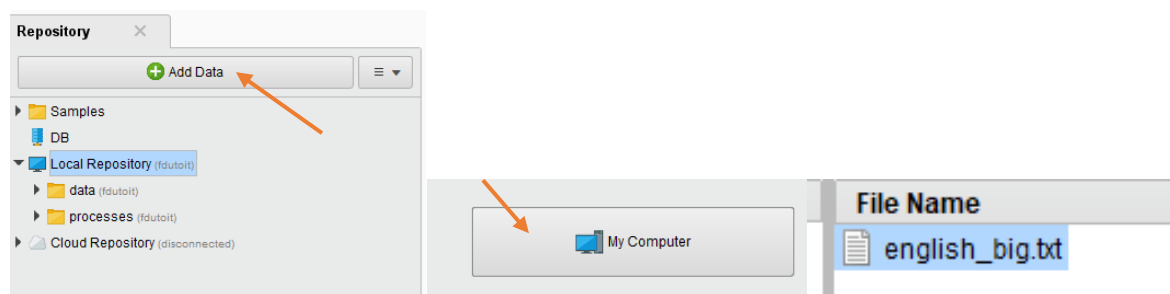 Repository
Add Data
Samples
DB
Local Repository (fdutoit)
data (fdutoit)
processes (fdutoit)
Cloud Repository (disconnected)
My Computer
File Name
english_big.txt